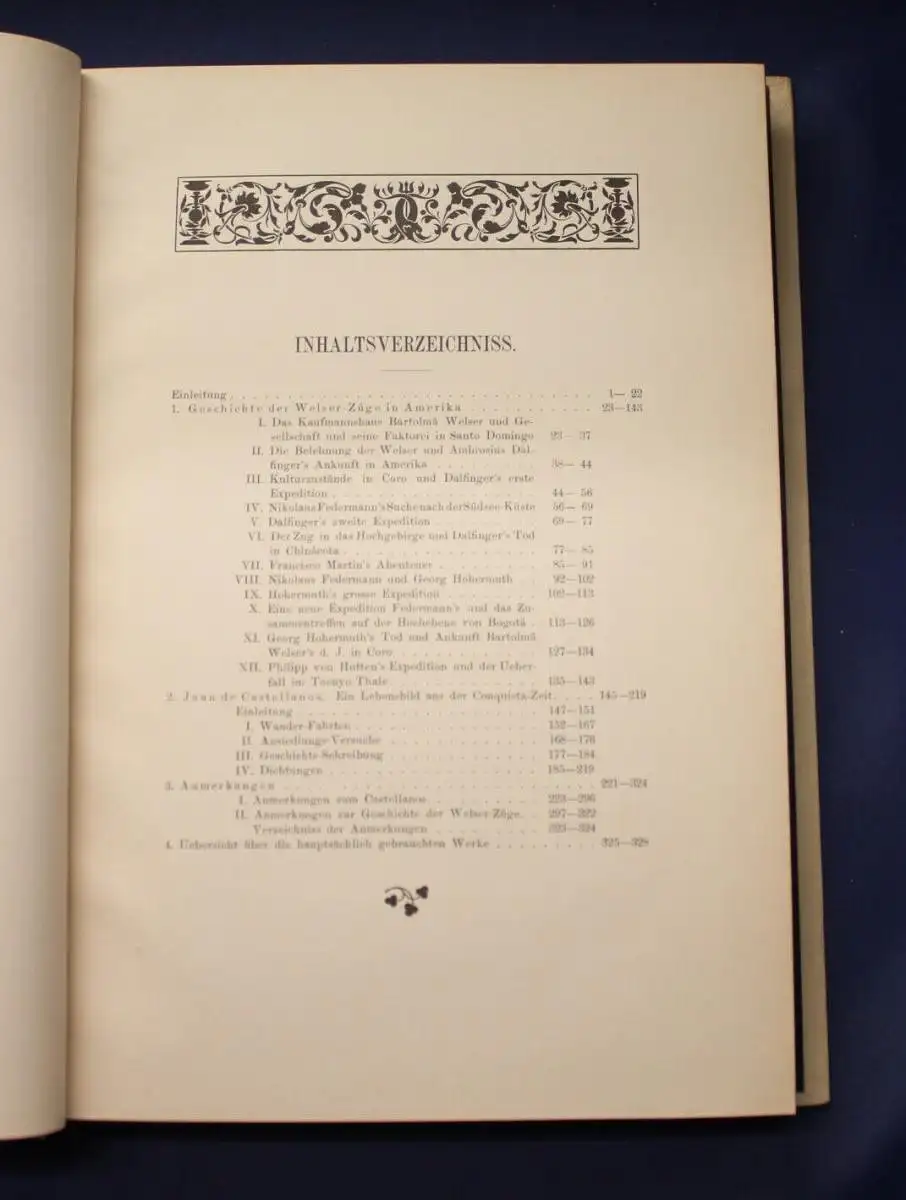 INHALTSVERZEICHNISS.
Einleitung . . . . . . . . . . 1— 22
1. Geschichte der Welser-Züge in Amerika . . . . . . . . . . 23—143
I. Das Kaufmannshaus Bartolmä Welser und Ge-
sellschaft und seine Faktorei in Santo Domingo 23— 37
II. Die Belehnung der Welser und Ambrosius Dal-
finger's Ankunft in Amerika . . . . . . . . 38— 44
III. Kulturzustände in Coro und Dalfinger's erste
Expedition . . . . . . . . . . 44— 56
IV. Nikolaus Federmann's Suche nach der Südsee-Küste 56— 69
V. Dalfinger's zweite Expedition . . . . . . . . 69— 77
VI. Der Zug in das Hochgebirge und Dalfinger's Tod
in Chinácota . . . . . . . . . . 77— 85
VII. Francisco Martin's Abenteuer . . . . . . . . 85— 91
VIII. Nikolaus Federmann und Georg Hohermuth . . 92—102
IX. Hohermuth's grosse Expedition . . . . . . . . 102—113
X. Eine neue Expedition Federmann's und das Zu-
sammentreffen auf der Hochebene von Bogotá . 113—126
XI. Georg Hohermuth's Tod und Ankunft Bartolmä
Welser's d. J. in Coro . . . . . . . . . . 127—134
XII. Philipp von Hutten's Expedition und der Ueber-
fall im Tocuyo-Thale . . . . . . . . . . 135—143
2. Juan de Castellanos. Ein Lebensbild aus der Conquista-Zeit. . . . 145—219
Einleitung . . . . . . . . . . 147—151
I. Wander-Fahrten . . . . . . . . . . 152—167
II. Ansiedlungs-Versuche . . . . . . . . . . 168—176
III. Geschichts-Schreibung . . . . . . . . . . 177—184
IV. Dichtungen . . . . . . . . . . 185—219
3. Anmerkungen . . . . . . . . . . 221—324
I. Anmerkungen zum Castellanos . . . . . . . . 223—296
II. Anmerkungen zur Geschichte der Welser-Züge. . 297—322
Verzeichniss der Anmerkungen . . . . . . . . 323—324
4. Uebersicht über die hauptsächlich gebrauchten Werke . . . . . . . . . 325—328